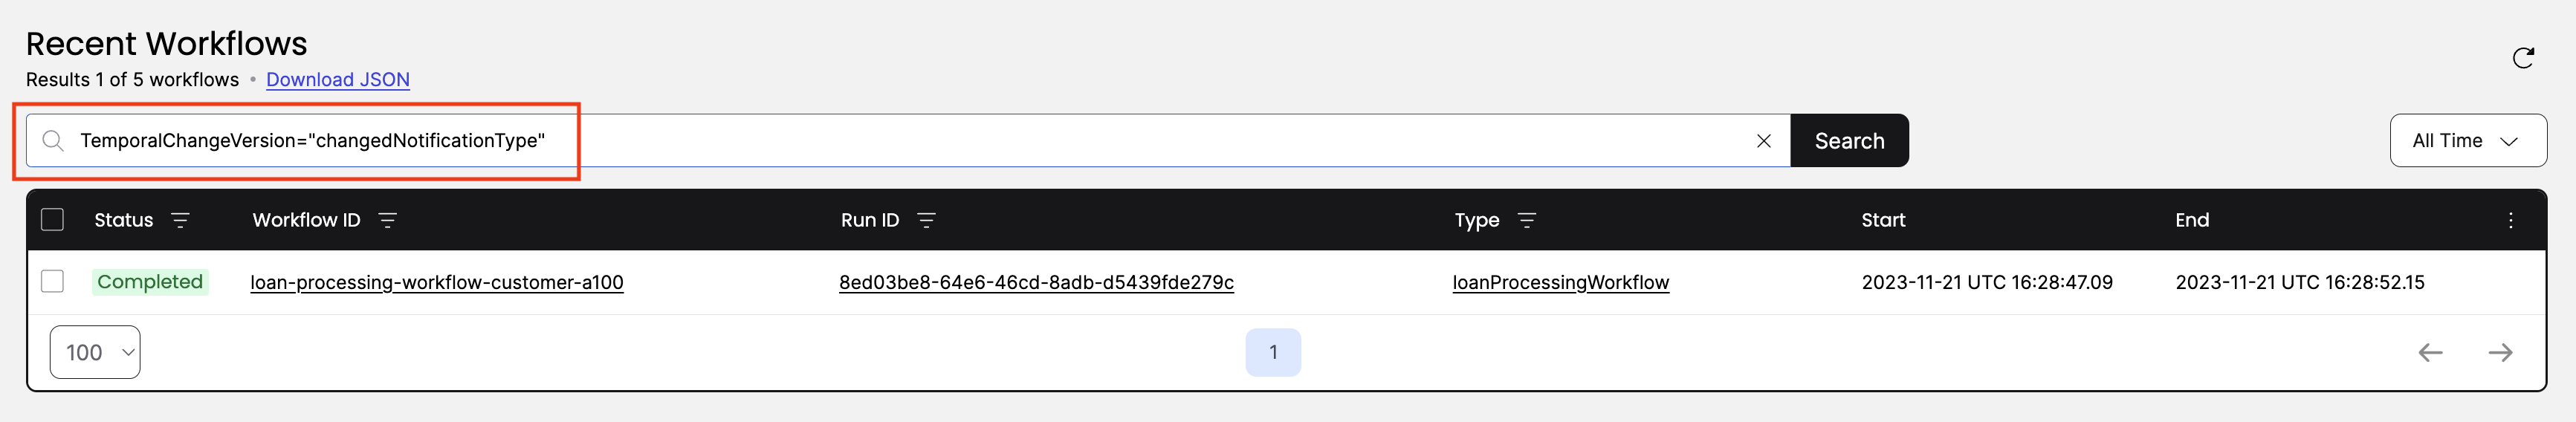 Recent Workflows
Results 1 of 5 workflows • Download JSON
TemporalChangeVersion="changedNotificationType" Search All Time
Status Workflow ID Run ID Type Start End
Completed loan-processing-workflow-customer-a100 8ed03be8-64e6-46cd-8adb-d5439fde279c loanProcessingWorkflow 2023-11-21 UTC 16:28:47.09 2023-11-21 UTC 16:28:52.15
100 1